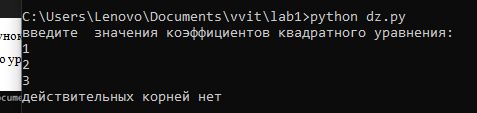 C:\Users\Lenovo\Documents\vvit\lab1>python dz.py
введите  значения коэффициентов квадратного уравнения:
1
2
3
действительных корней нет